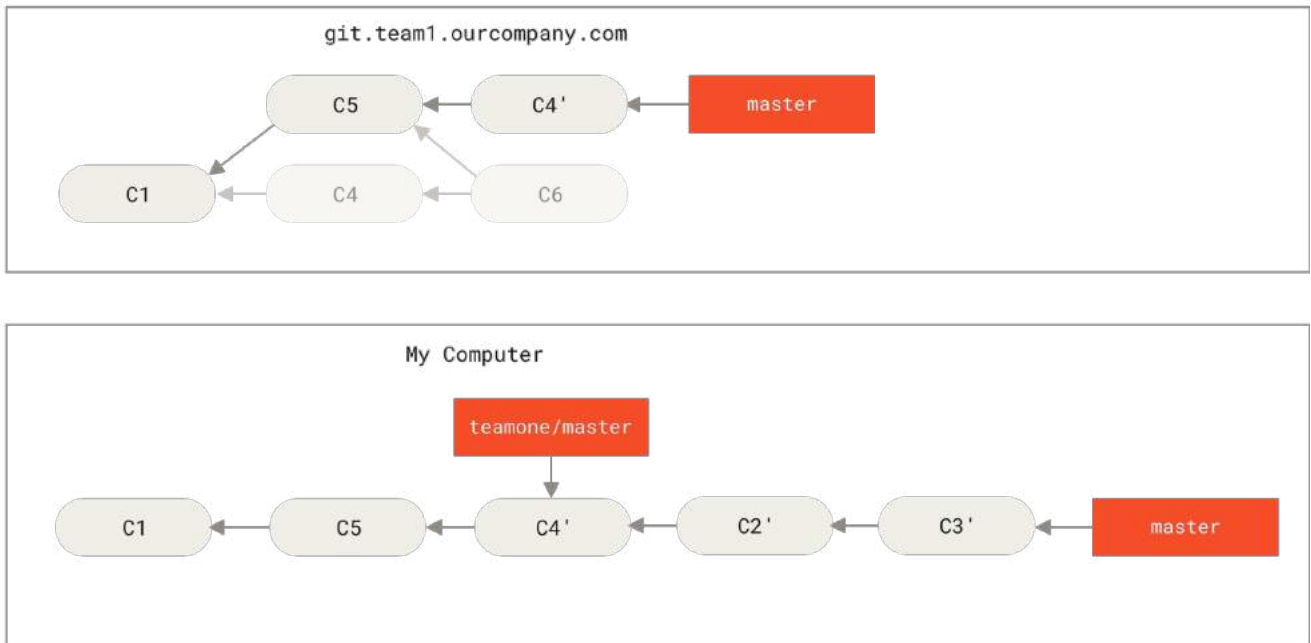 git.team1.ourcompany.com
C5 C4' master
C1 C4 C6
My Computer
teamone/master
C1 C5 C4' C2' C3' master